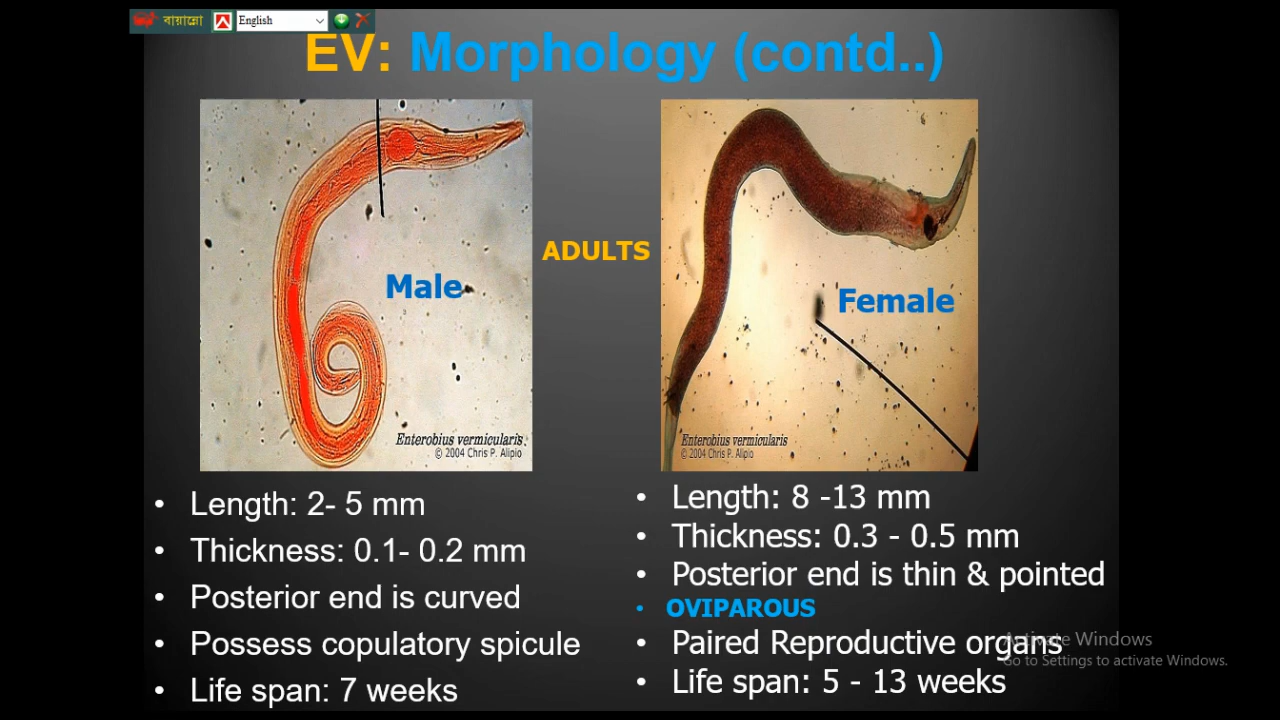 বায়ান্নো English
EV: Morphology (contd..)
ADULTS
Male
Female
Enterobius vermicularis
© 2004 Chris P. Alipio
Enterobius vermicularis
© 2004 Chris P. Alipio
• Length: 2- 5 mm
• Thickness: 0.1- 0.2 mm
• Posterior end is curved
• Possess copulatory spicule
• Life span: 7 weeks
• Length: 8 -13 mm
• Thickness: 0.3 - 0.5 mm
• Posterior end is thin & pointed
• OVIPAROUS
• Paired Reproductive organs
• Life span: 5 - 13 weeks
Activate Windows
Go to Settings to activate Windows.